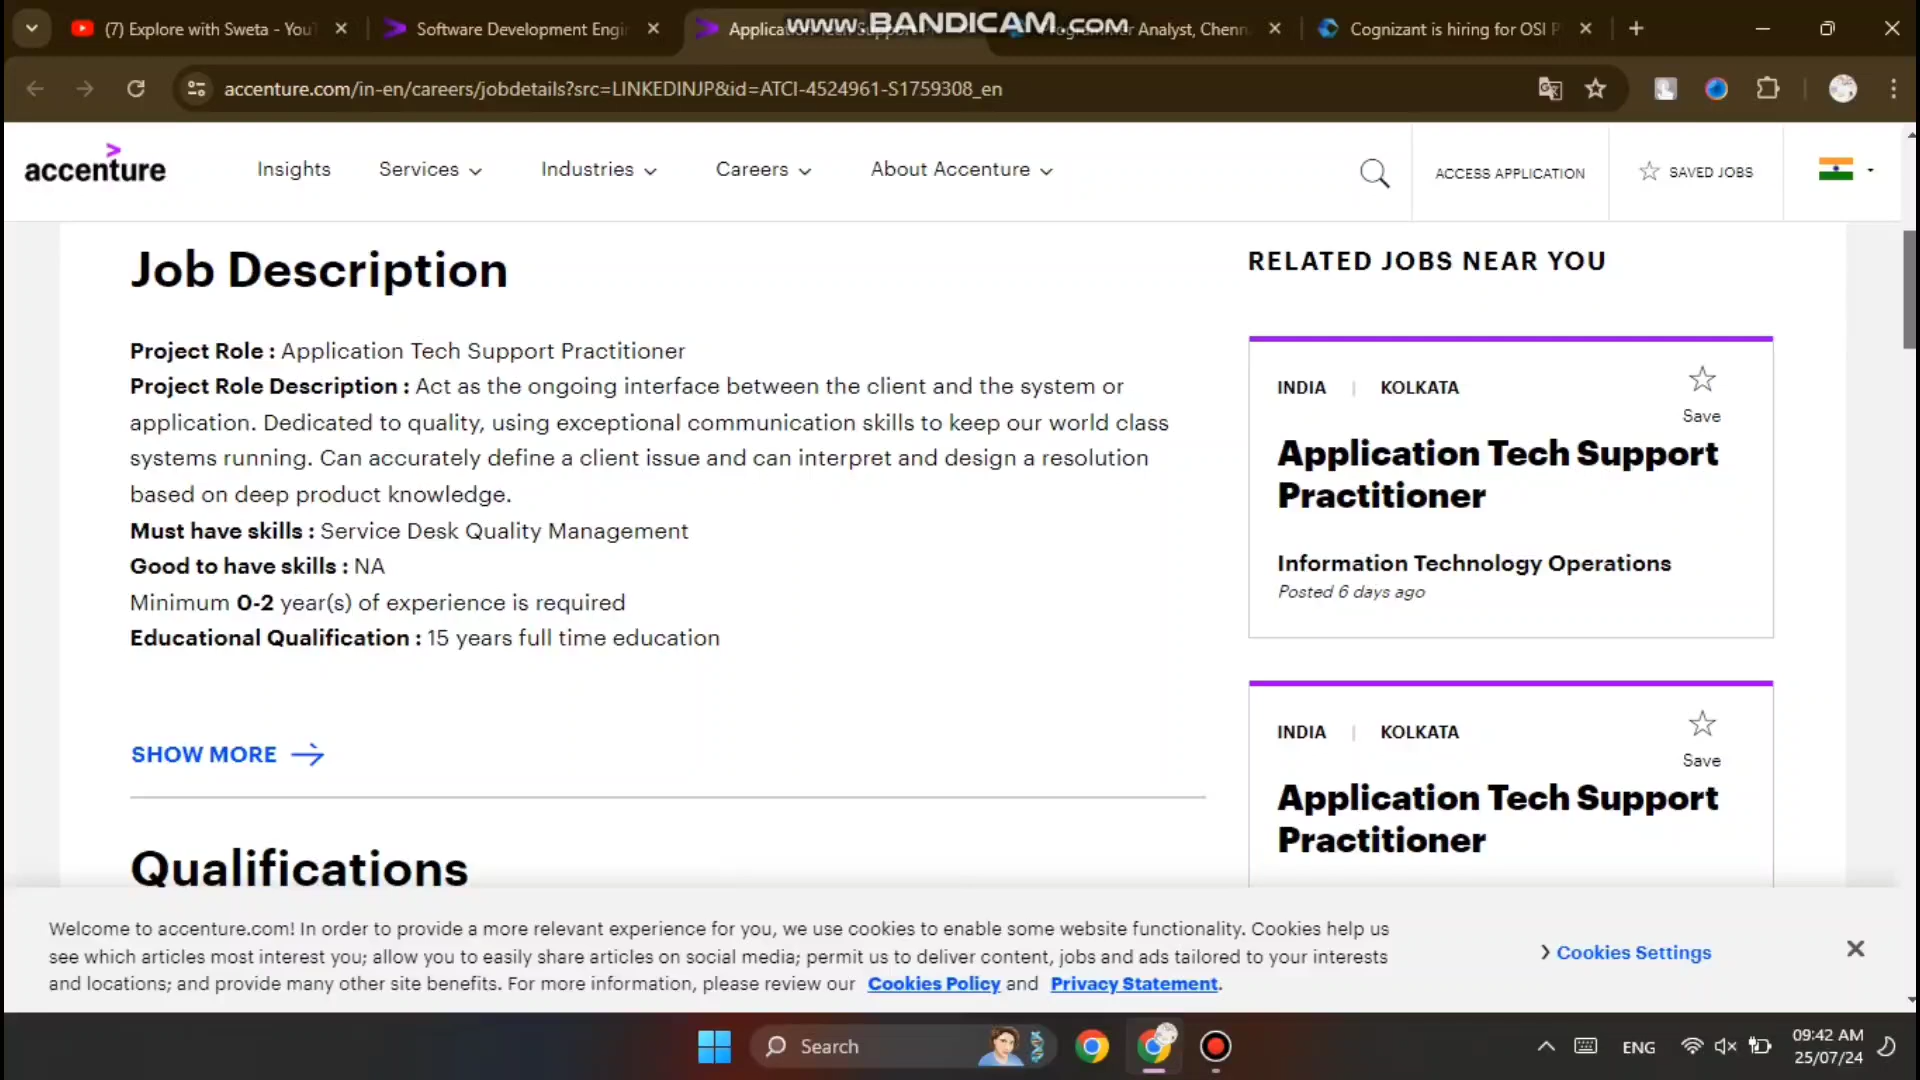 (7) Explore with Sweta - You
Software Development Engi
www.BANDICAM.com
Analyst, Chenn
Cognizant is hiring for OSI P
accenture.com/in-en/careers/jobdetails?src=LINKEDINJP&id=ATCI-4524961-S1759308_en
accenture
Insights
Services
Industries
Careers
About Accenture
ACCESS APPLICATION
SAVED JOBS
Job Description
Project Role : Application Tech Support Practitioner
Project Role Description : Act as the ongoing interface between the client and the system or
application. Dedicated to quality, using exceptional communication skills to keep our world class
systems running. Can accurately define a client issue and can interpret and design a resolution
based on deep product knowledge.
Must have skills : Service Desk Quality Management
Good to have skills : NA
Minimum 0-2 year(s) of experience is required
Educational Qualification : 15 years full time education
SHOW MORE
Qualifications
RELATED JOBS NEAR YOU
INDIA | KOLKATA
Save
Application Tech Support
Practitioner
Information Technology Operations
Posted 6 days ago
INDIA | KOLKATA
Save
Application Tech Support
Practitioner
Welcome to accenture.com! In order to provide a more relevant experience for you, we use cookies to enable some website functionality. Cookies help us
see which articles most interest you; allow you to easily share articles on social media; permit us to deliver content, jobs and ads tailored to your interests
and locations; and provide many other site benefits. For more information, please review our Cookies Policy and Privacy Statement.
Cookies Settings
Search
ENG
09:42 AM
25/07/24